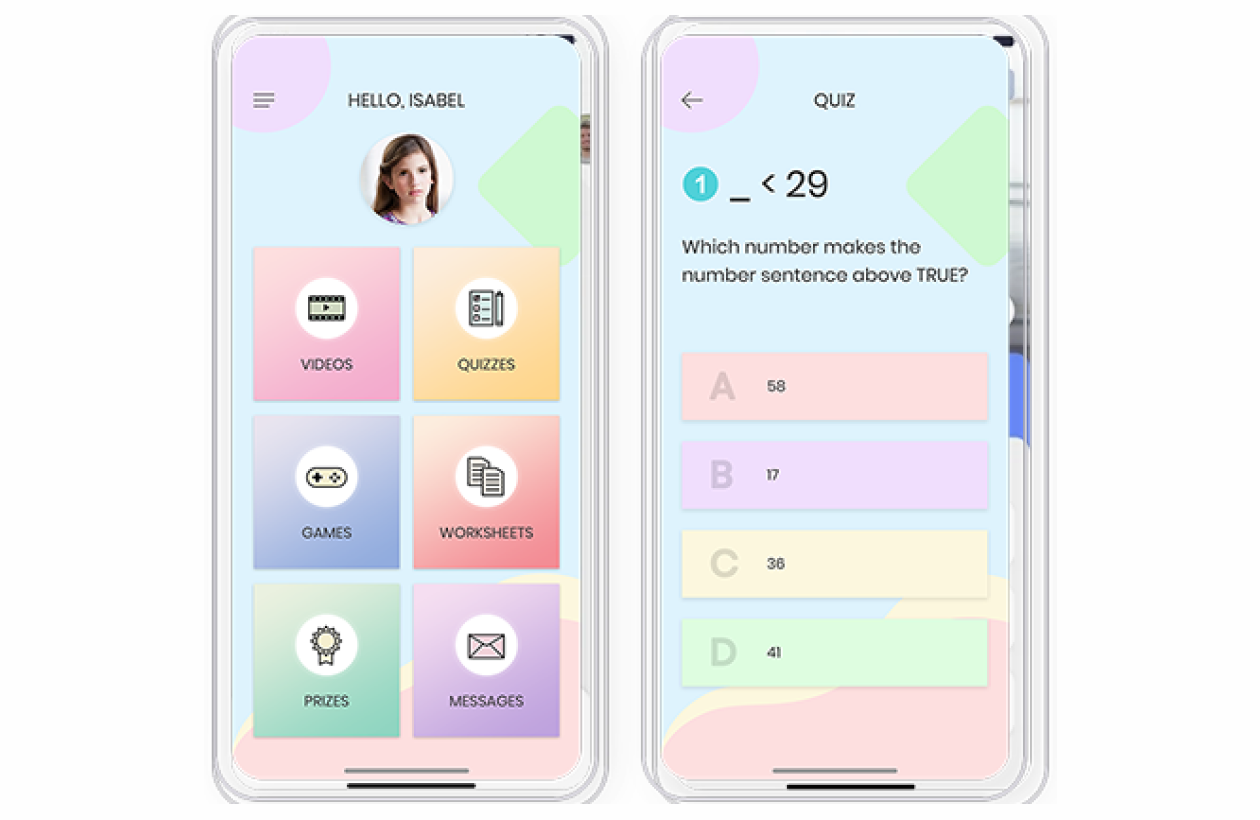 HELLO, ISABEL
VIDEOS
QUIZZES
GAMES
WORKSHEETS
PRIZES
MESSAGES
QUIZ
1 _ < 29
Which number makes the
number sentence above TRUE?
A 58
B 17
C 36
D 41